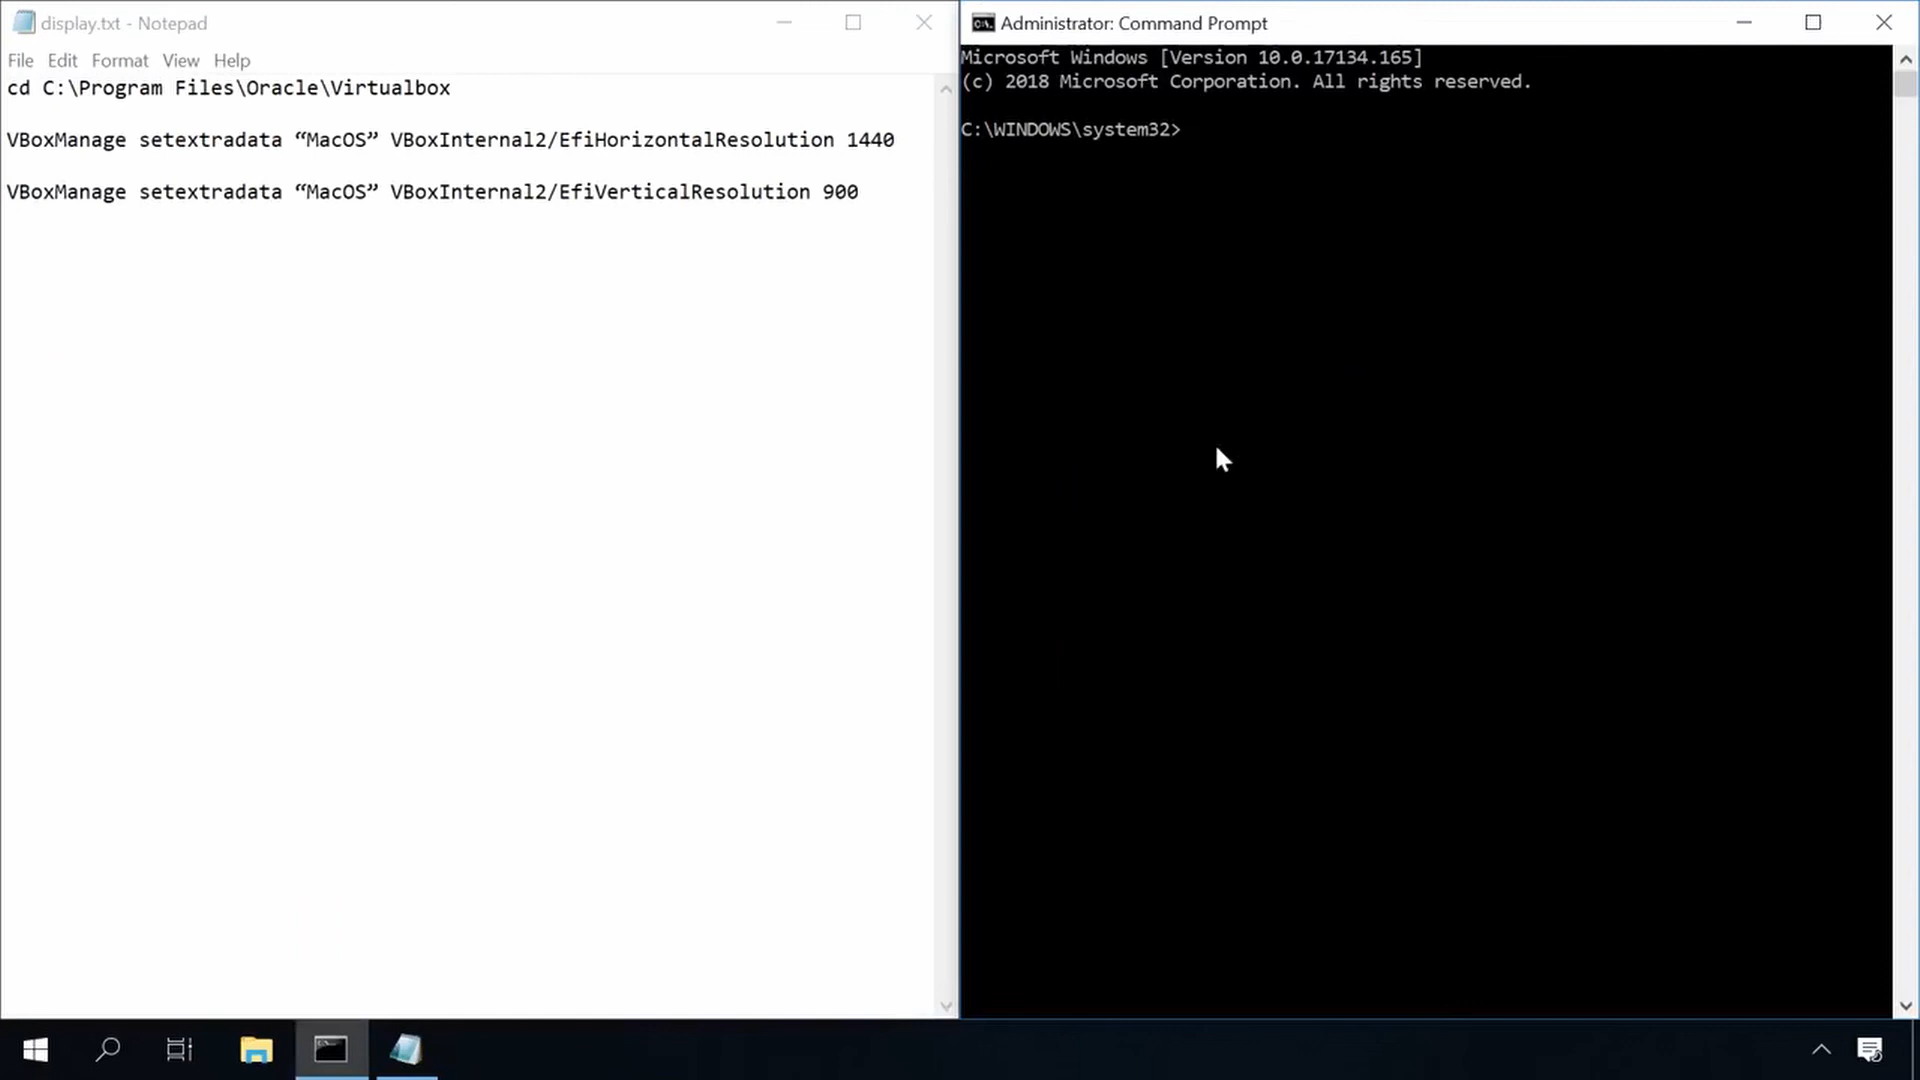 display.txt - Notepad
File Edit Format View Help
cd C:\Program Files\Oracle\Virtualbox
VBoxManage setextradata “MacOS” VBoxInternal2/EfiHorizontalResolution 1440
VBoxManage setextradata “MacOS” VBoxInternal2/EfiVerticalResolution 900
Administrator: Command Prompt
Microsoft Windows [Version 10.0.17134.165]
(c) 2018 Microsoft Corporation. All rights reserved.
C:\WINDOWS\system32>